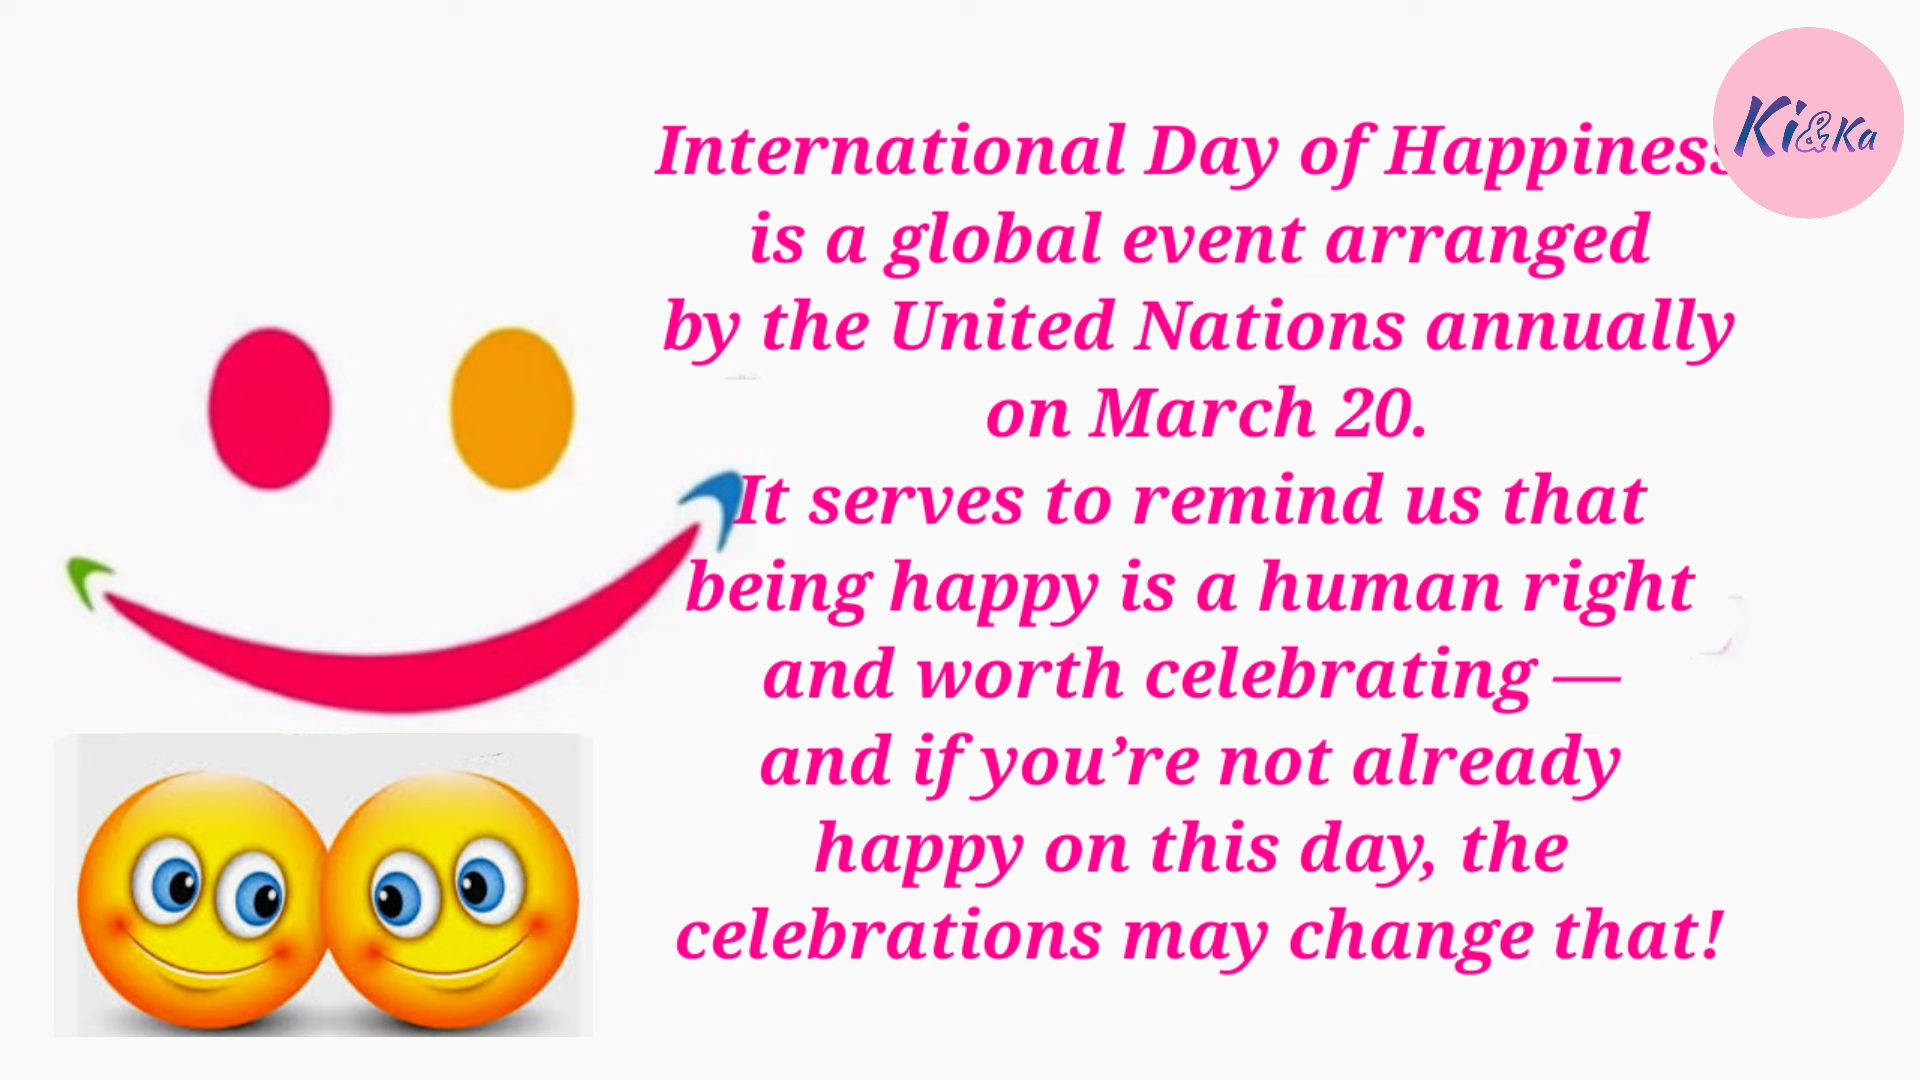 International Day of Happiness
is a global event arranged
by the United Nations annually
on March 20.
It serves to remind us that
being happy is a human right
and worth celebrating —
and if you’re not already
happy on this day, the
celebrations may change that!
Ki&Ka